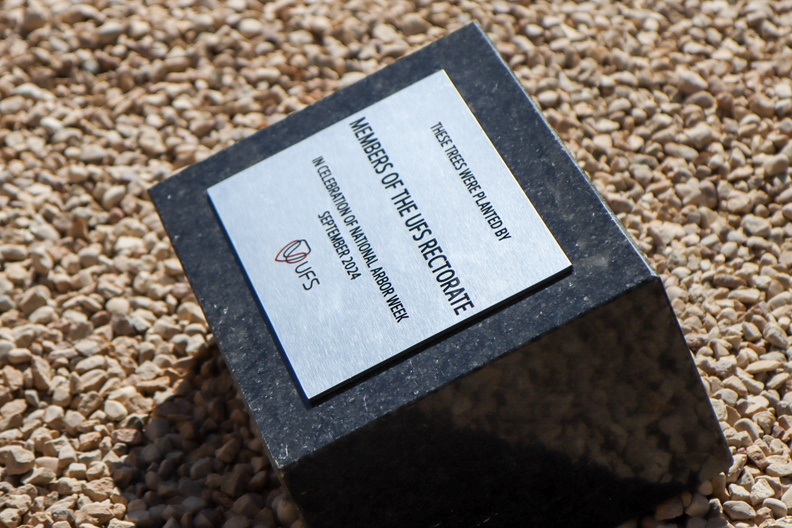 THESE TREES WERE PLANTED BY
MEMBERS OF THE UFS RECTORATE
IN CELEBRATION OF NATIONAL ARBOR WEEK
SEPTEMBER 2024
UFS